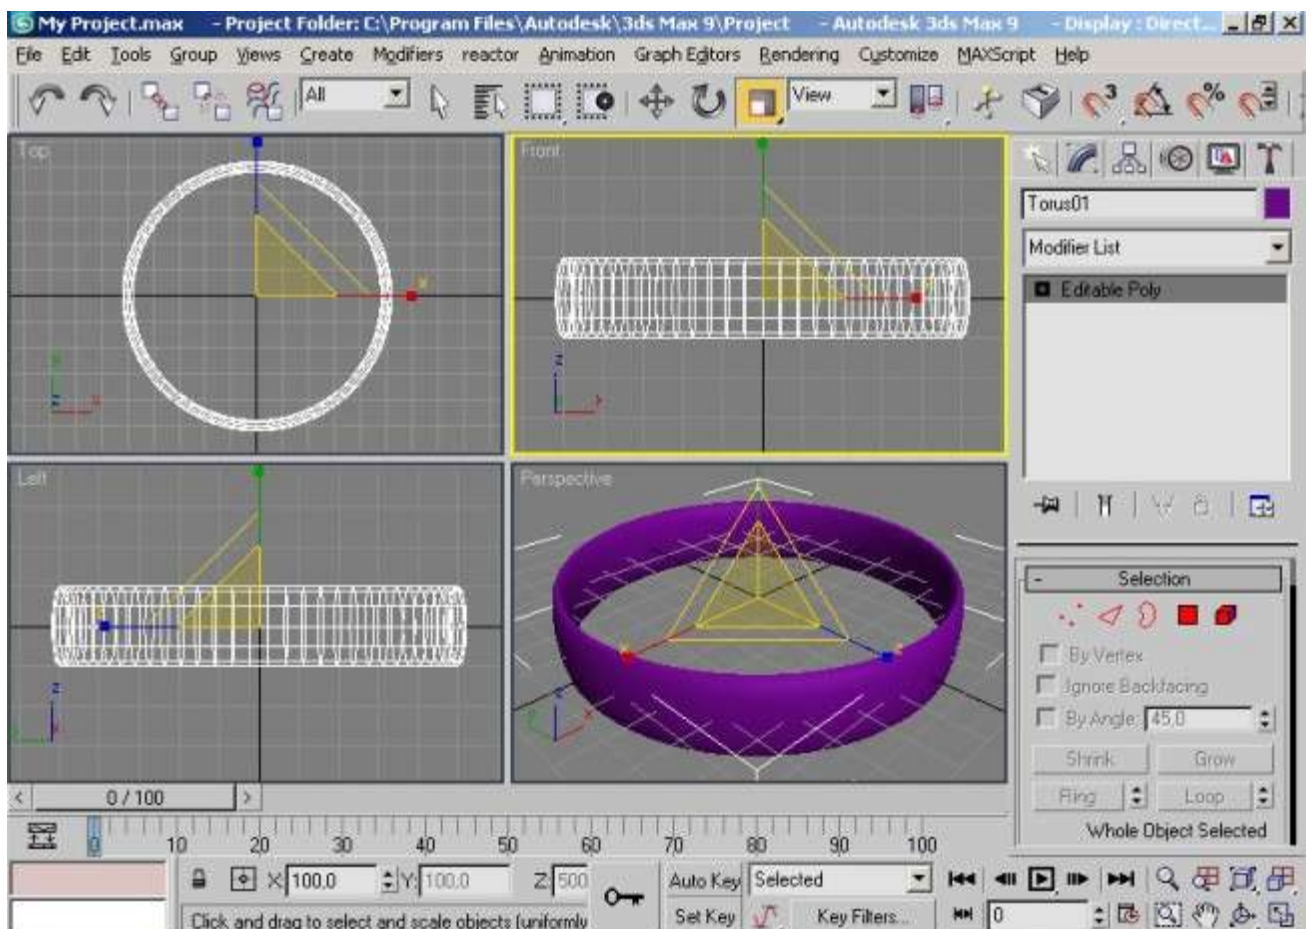 My Project.max - Project Folder: C:\Program Files\Autodesk\3ds Max 9\Project - Autodesk 3ds Max 9 - Display : Direct...
File Edit Tools Group Views Create Modifiers reactor Animation Graph Editors Rendering Customize MAXScript Help
All View 3 %
Top
Front
Torus01
Modifier List
Editable Poly
Left
Perspective
Selection
By Vertex
Ignore Backfacing
By Angle: 45,0
Shrink Grow
Ring Loop
Whole Object Selected
0 / 100
0 10 20 30 40 50 60 70 80 90 100
X: 100,0 Y: 100,0 Z: 500
Auto Key Selected
Set Key Key Filters... 0
Click and drag to select and scale objects (uniformly